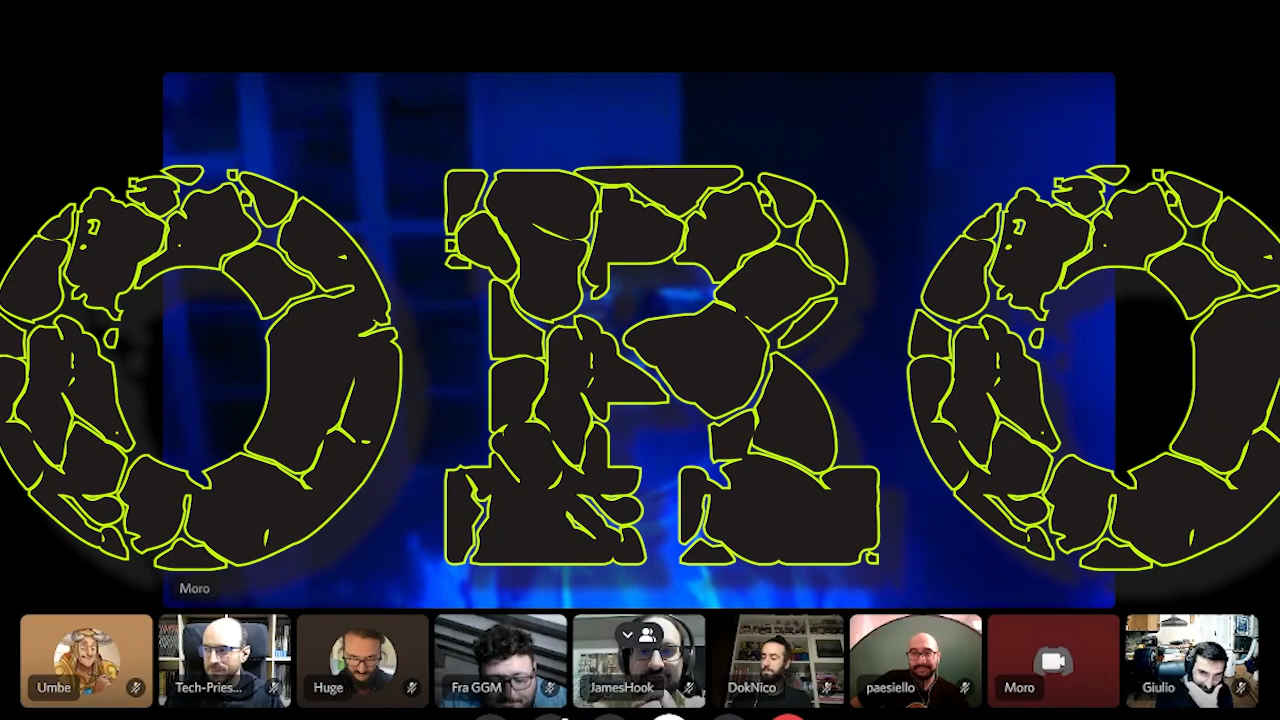 ORO
Moro
Umbe
Tech-Pries...
Huge
Fra GGM
JamesHook
DokNico
paesiello
Moro
Giulio